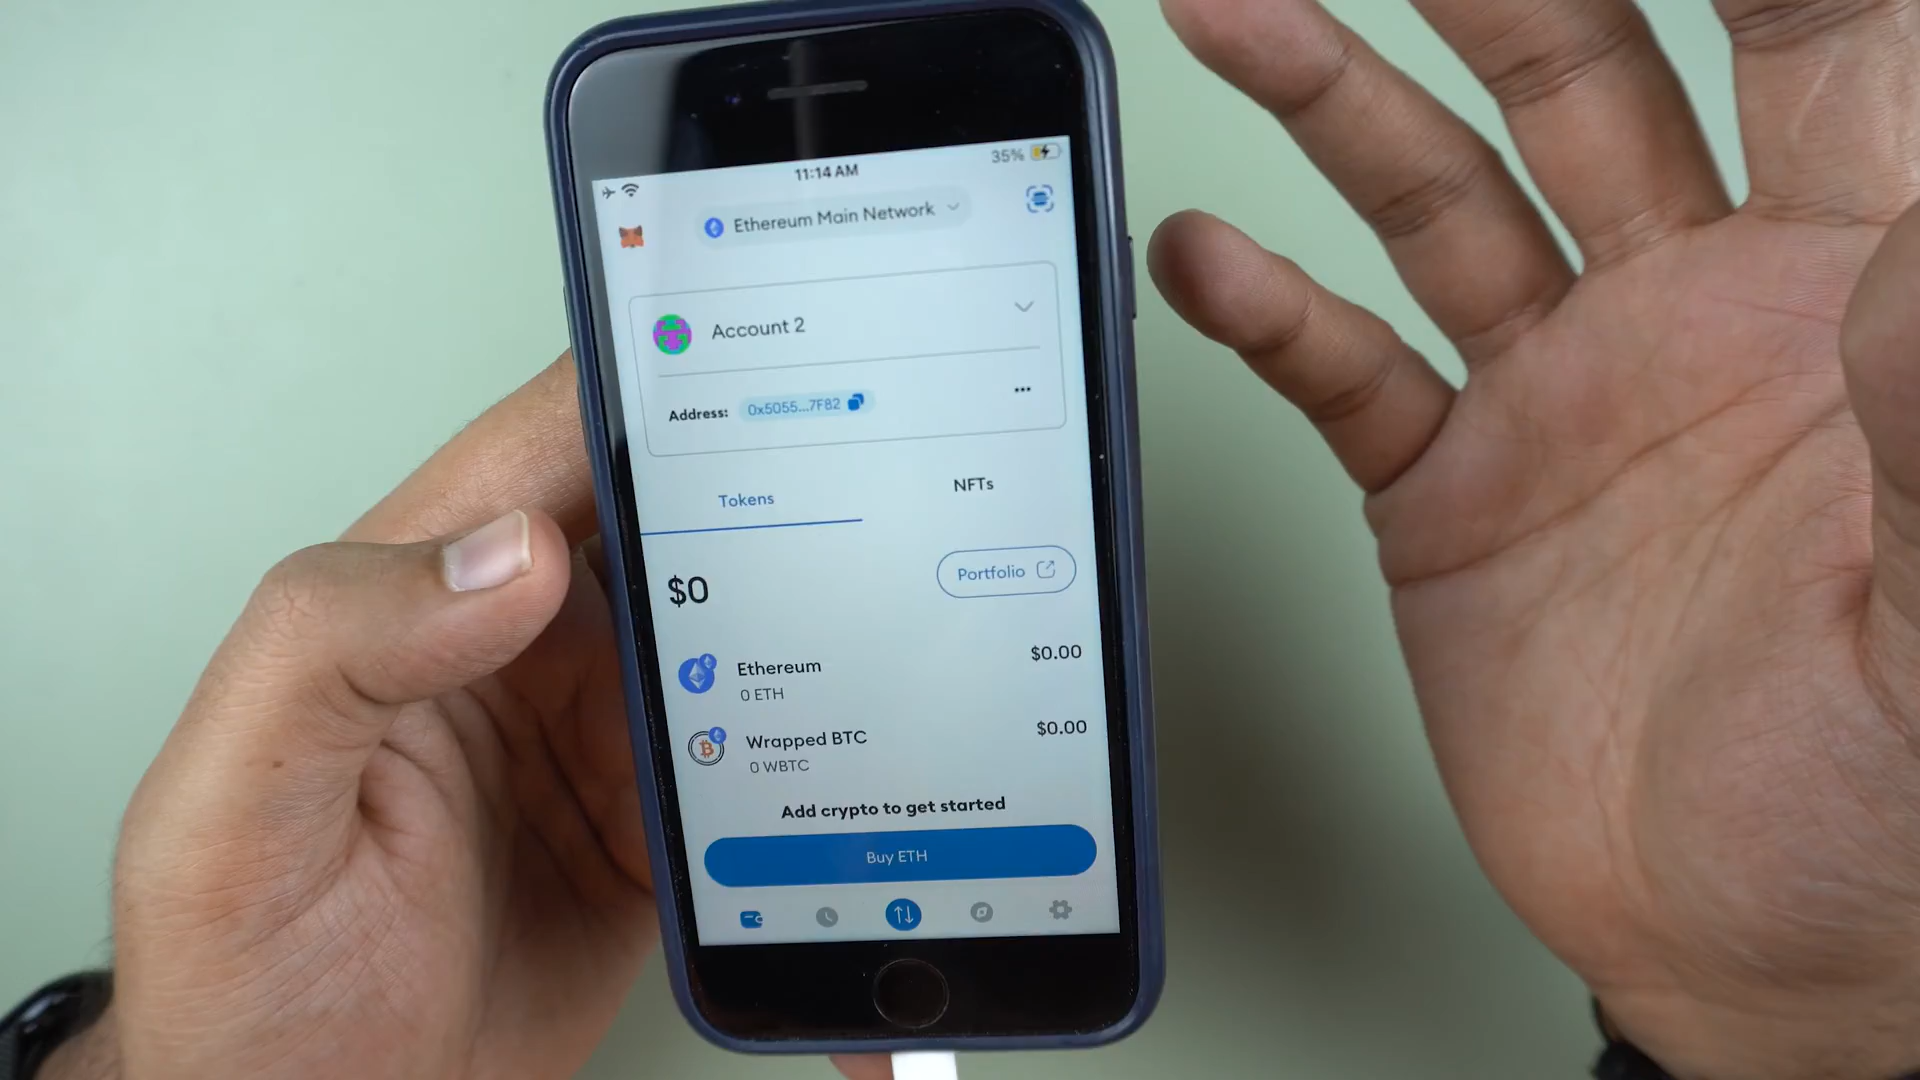 11:14 AM
35%
Ethereum Main Network
Account 2
Address: 0x5055...7F82
Tokens
NFTs
$0
Portfolio
Ethereum
$0.00
0 ETH
Wrapped BTC
$0.00
0 WBTC
Add crypto to get started
Buy ETH